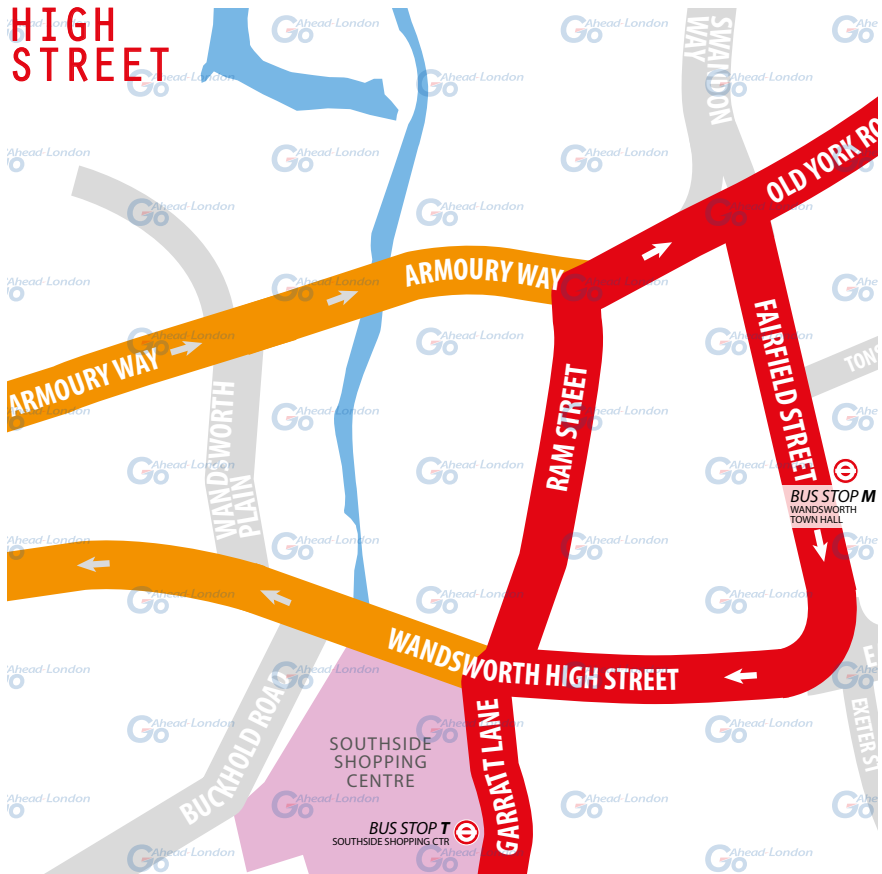 HIGH
STREET
SWA
WAY
OLD YORK RO
ARMOURY WAY
ARMOURY WAY
FAIRFIELD STREET
TONS
WANDSWORTH
PLAIN
RAM STREET
BUS STOP M
WANDSWORTH
TOWN HALL
WANDSWORTH HIGH STREET
EXETER ST
GARRATT LANE
BUCKHOLD ROAD
SOUTHSIDE
SHOPPING
CENTRE
BUS STOP T
SOUTHSIDE SHOPPING CTR
Go Ahead-London